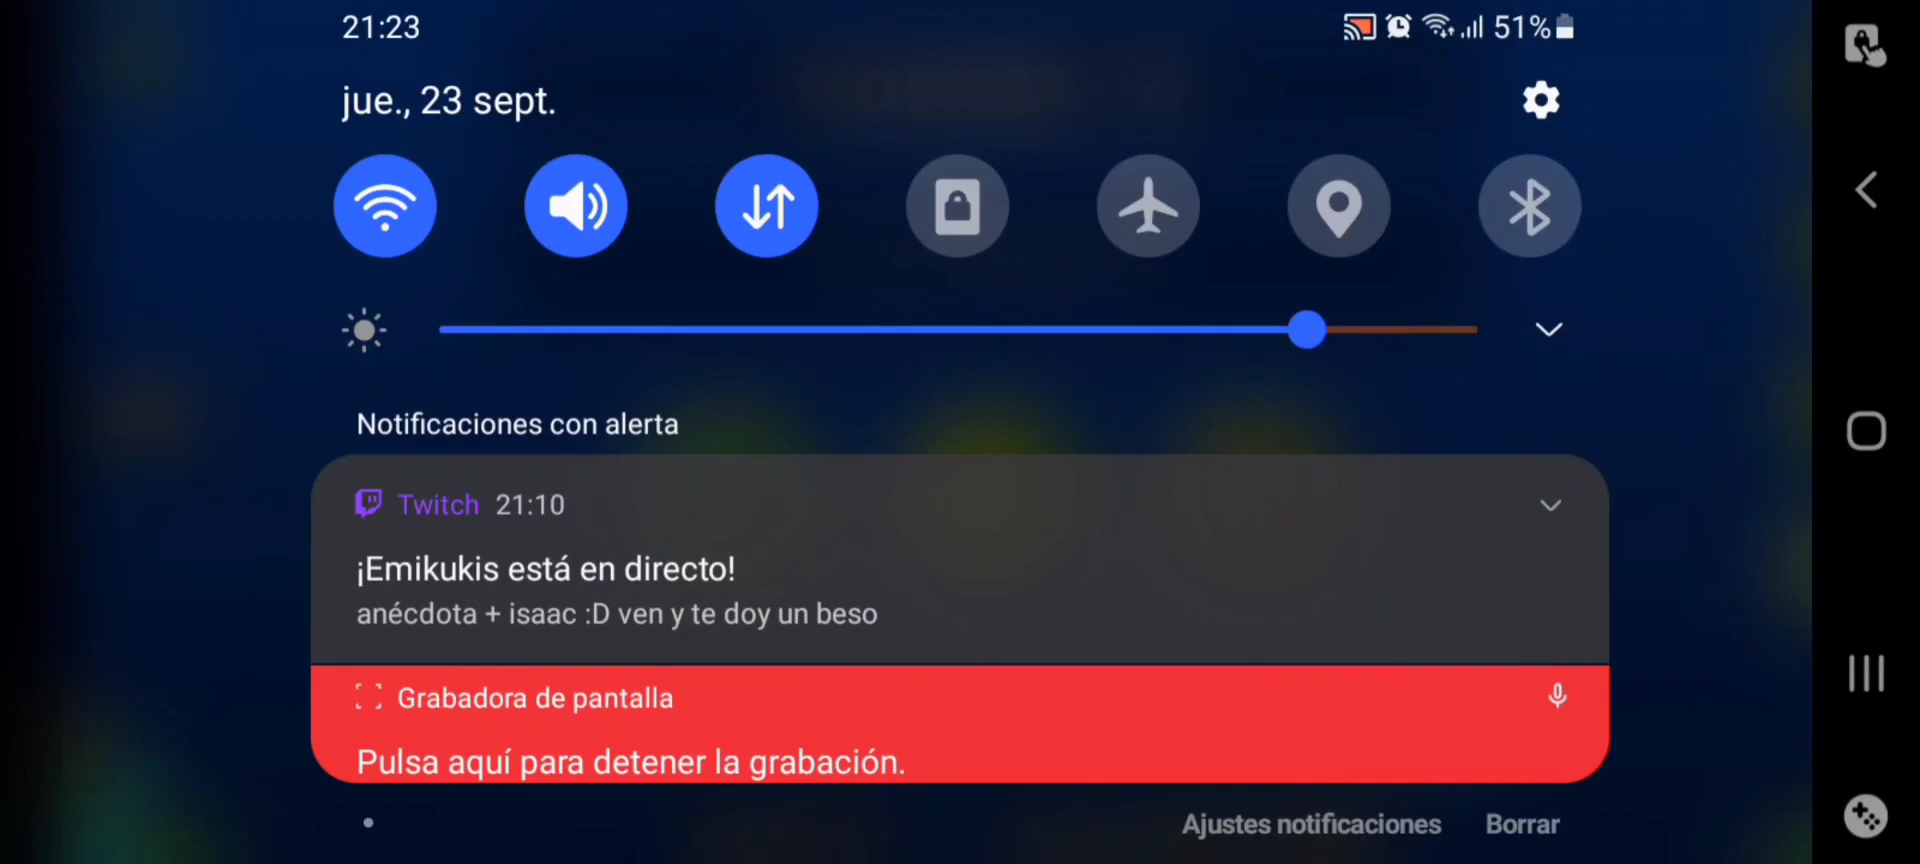 21:23
51%
jue., 23 sept.
Notificaciones con alerta
Twitch 21:10
¡Emikukis está en directo!
anécdota + isaac :D ven y te doy un beso
Grabadora de pantalla
Pulsa aquí para detener la grabación.
Ajustes notificaciones Borrar